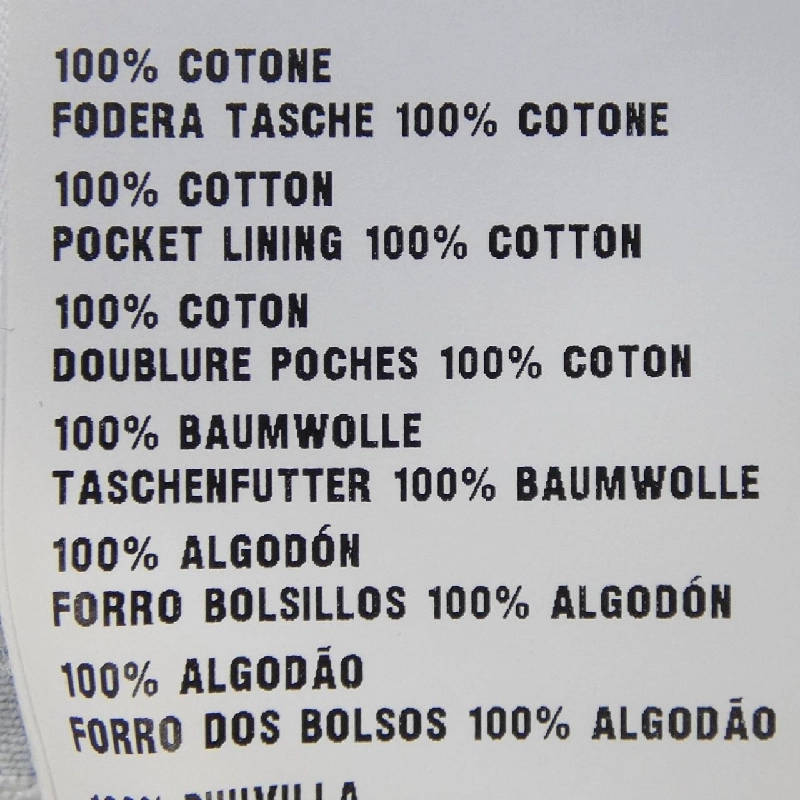 100% COTONE
FODERA TASCHE 100% COTONE
100% COTTON
POCKET LINING 100% COTTON
100% COTON
DOUBLURE POCHES 100% COTON
100% BAUMWOLLE
TASCHENFUTTER 100% BAUMWOLLE
100% ALGODÓN
FORRO BOLSILLOS 100% ALGODÓN
100% ALGODÃO
FORRO DOS BOLSOS 100% ALGODÃO
100%